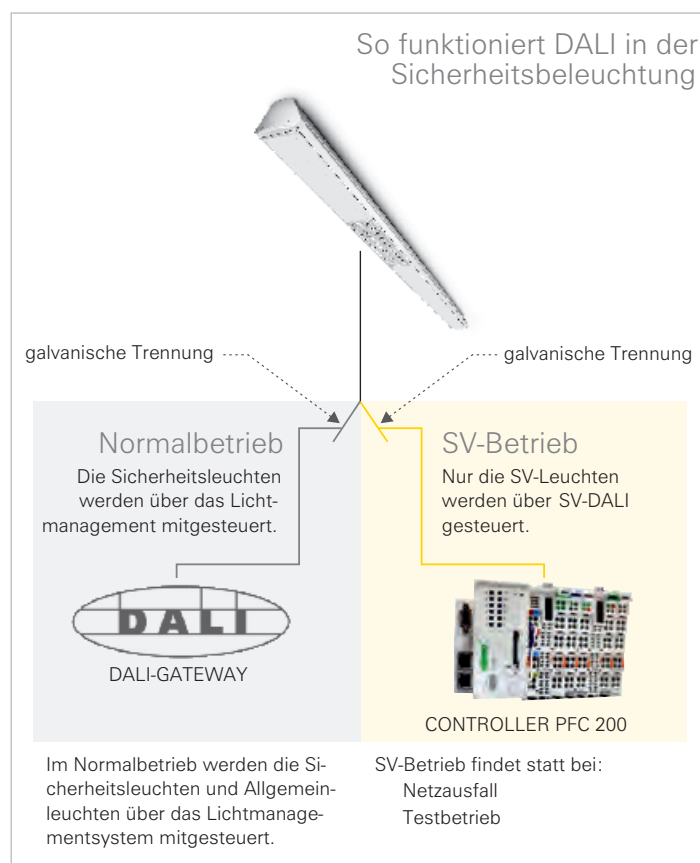 So funktioniert DALI in der
Sicherheitsbeleuchtung
galvanische Trennung
galvanische Trennung
Normalbetrieb
Die Sicherheitsleuchten
werden über das Licht-
management mitgesteuert.
SV-Betrieb
Nur die SV-Leuchten
werden über SV-DALI
gesteuert.
DALI
DALI-GATEWAY
CONTROLLER PFC 200
Im Normalbetrieb werden die Si-
cherheitsleuchten und Allgemein-
leuchten über das Lichtmanage-
mentsystem mitgesteuert.
SV-Betrieb findet statt bei:
Netzausfall
Testbetrieb